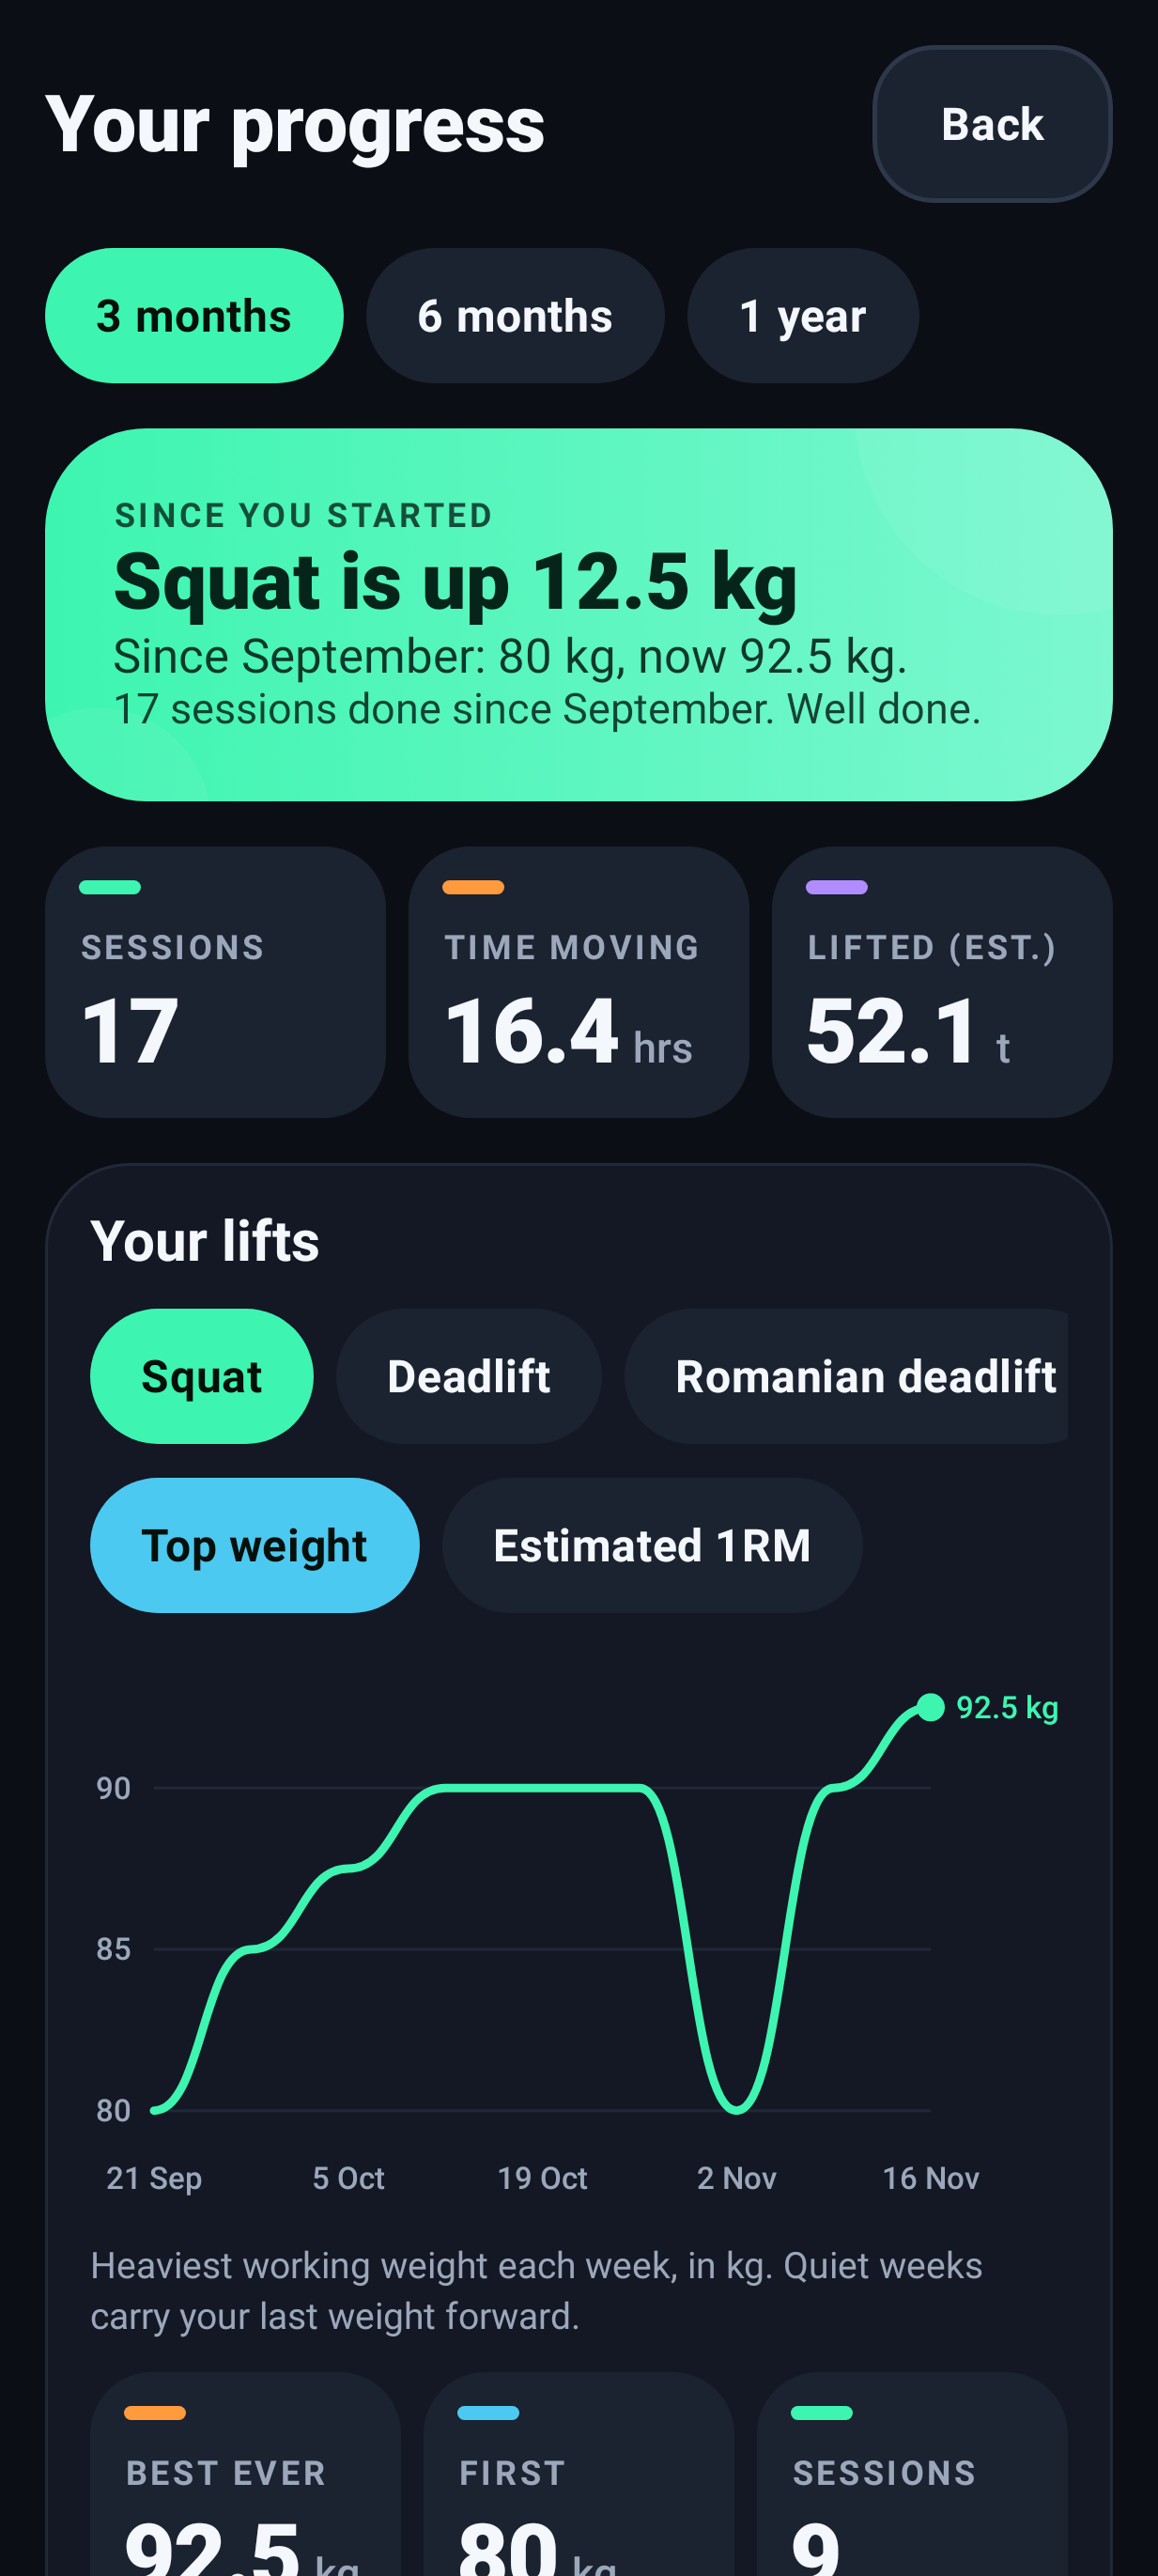 Your progress
Back
3 months
6 months
1 year
SINCE YOU STARTED
Squat is up 12.5 kg
Since September: 80 kg, now 92.5 kg.
17 sessions done since September. Well done.
SESSIONS
17
TIME MOVING
16.4 hrs
LIFTED (EST.)
52.1 t
Your lifts
Squat
Deadlift
Romanian deadlift
Top weight
Estimated 1RM
92.5 kg
90
85
80
21 Sep
5 Oct
19 Oct
2 Nov
16 Nov
Heaviest working weight each week, in kg. Quiet weeks
carry your last weight forward.
BEST EVER
92.5 kg
FIRST
80 kg
SESSIONS
9